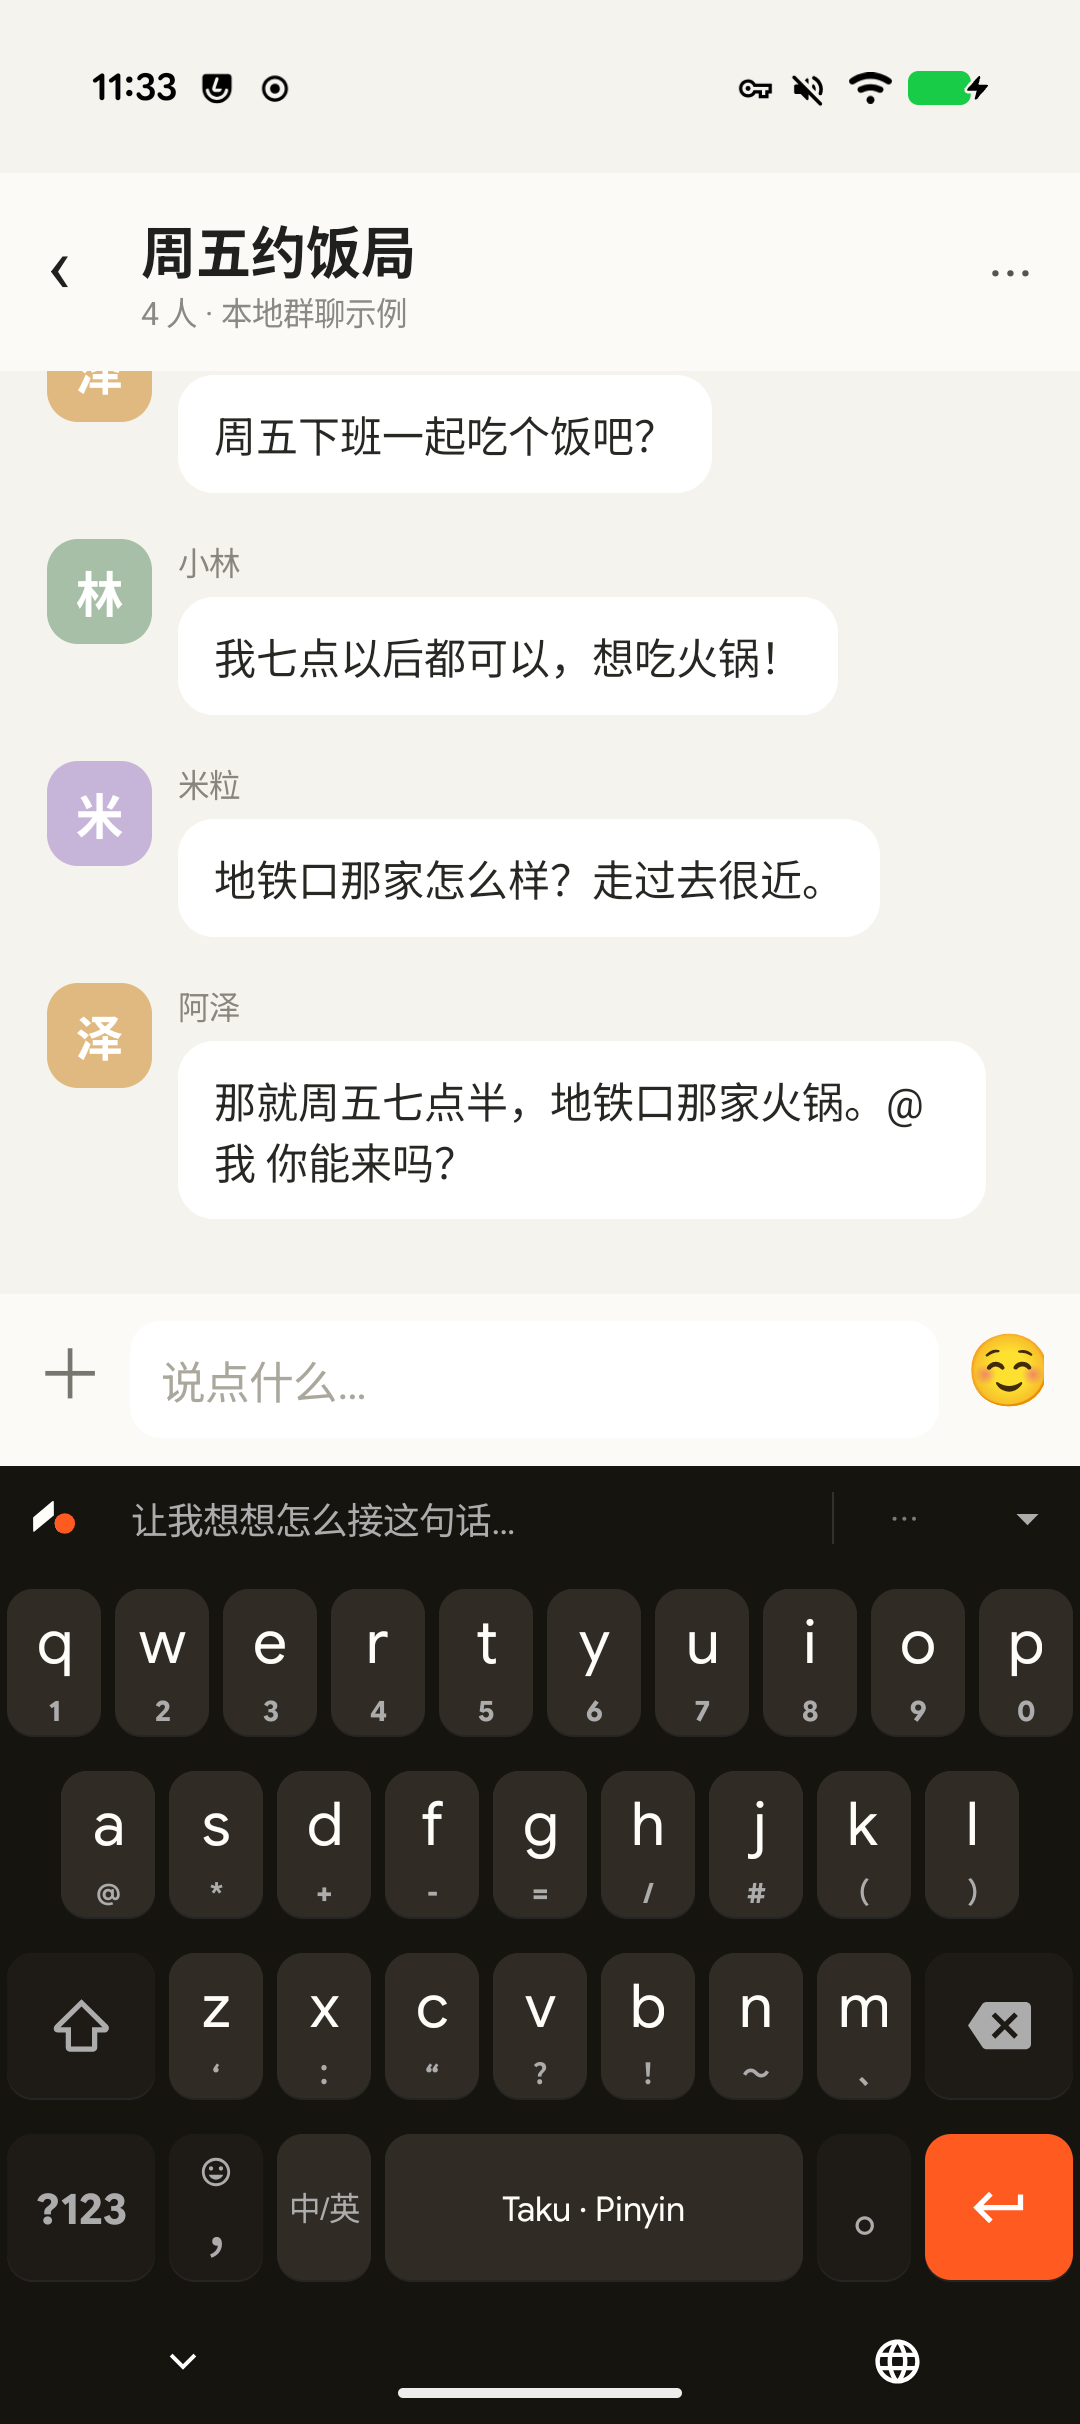 11:33
周五约饭局
4 人 · 本地群聊示例
泽
周五下班一起吃个饭吧？
林
小林
我七点以后都可以，想吃火锅！
米
米粒
地铁口那家怎么样？走过去很近。
泽
阿泽
那就周五七点半，地铁口那家火锅。@
我 你能来吗？
说点什么...
让我想想怎么接这句话...
q w e r t y u i o p
1 2 3 4 5 6 7 8 9 0
a s d f g h j k l
@ * + - = / # ( )
z x c v b n m
‘ : “ ? ! ～ 、
?123 ， 中/英 Taku · Pinyin 。